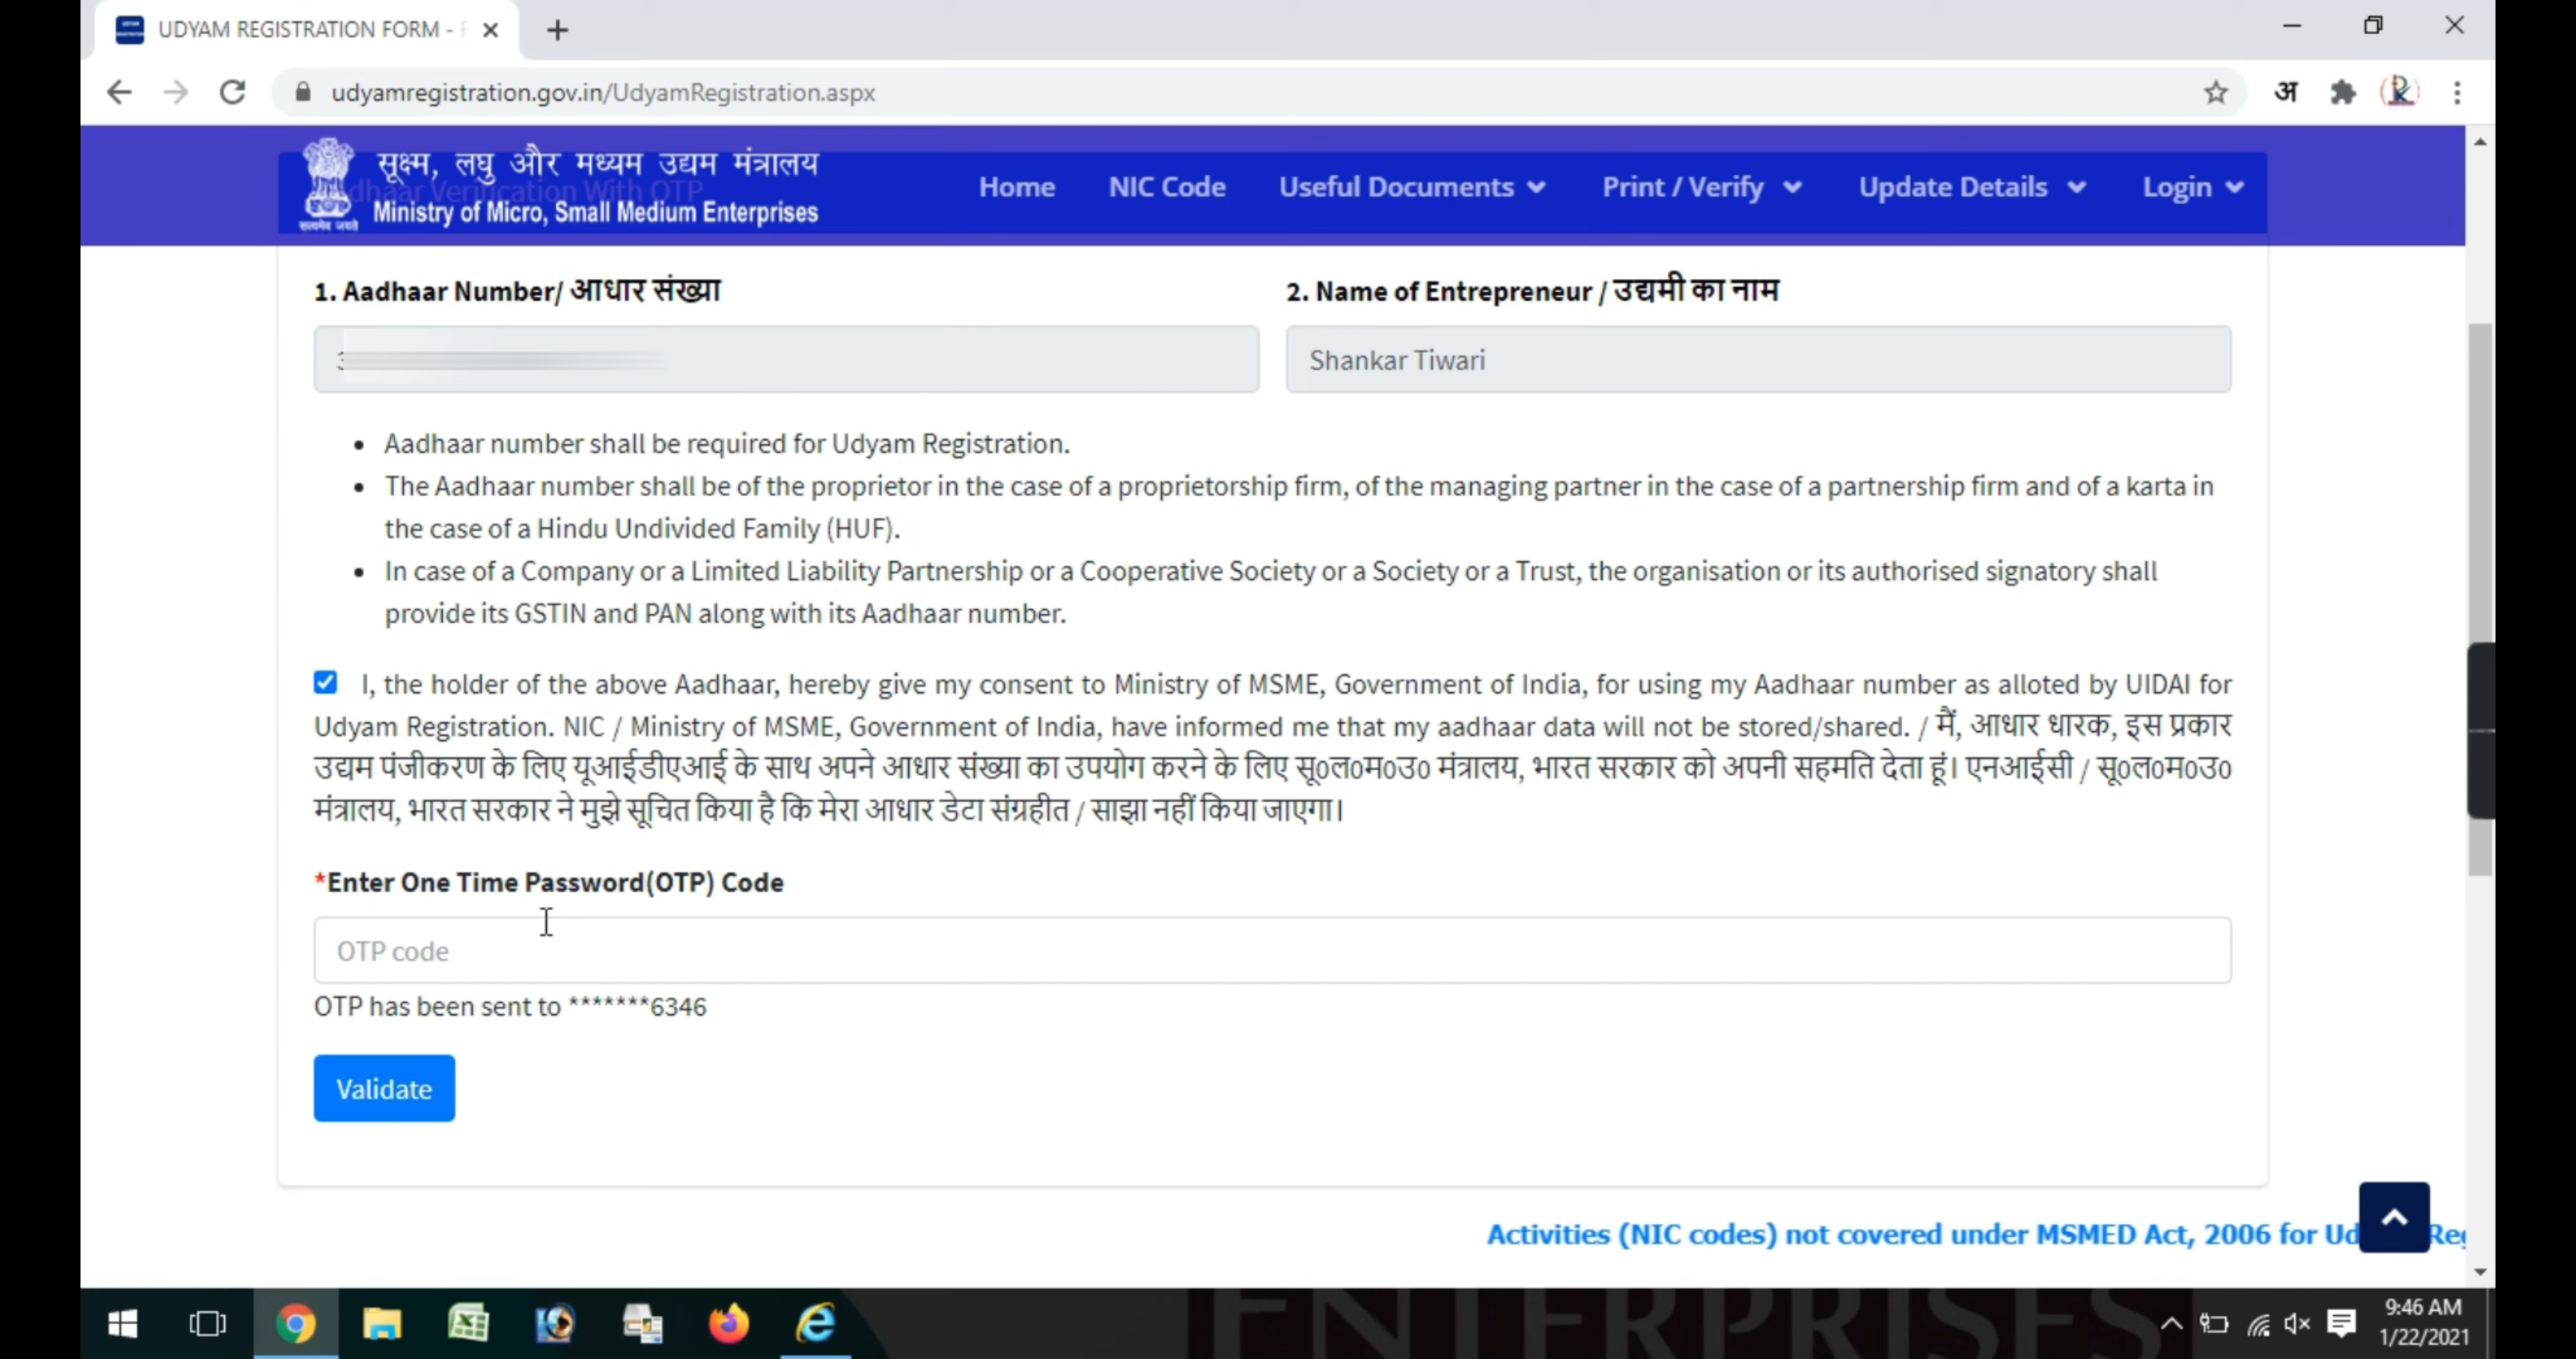 UDYAM REGISTRATION FORM -
udyamregistration.gov.in/UdyamRegistration.aspx
अ
सूक्ष्म, लघु और मध्यम उद्यम मंत्रालय
dhaar Verification With OTP
Ministry of Micro, Small Medium Enterprises
सत्यमेव जयते
Home NIC Code Useful Documents Print / Verify Update Details Login
1. Aadhaar Number/ आधार संख्या
2. Name of Entrepreneur / उद्यमी का नाम
Shankar Tiwari
• Aadhaar number shall be required for Udyam Registration.
• The Aadhaar number shall be of the proprietor in the case of a proprietorship firm, of the managing partner in the case of a partnership firm and of a karta in
the case of a Hindu Undivided Family (HUF).
• In case of a Company or a Limited Liability Partnership or a Cooperative Society or a Society or a Trust, the organisation or its authorised signatory shall
provide its GSTIN and PAN along with its Aadhaar number.
I, the holder of the above Aadhaar, hereby give my consent to Ministry of MSME, Government of India, for using my Aadhaar number as alloted by UIDAI for
Udyam Registration. NIC / Ministry of MSME, Government of India, have informed me that my aadhaar data will not be stored/shared. / मैं, आधार धारक, इस प्रकार
उद्यम पंजीकरण के लिए यूआईडीएआई के साथ अपने आधार संख्या का उपयोग करने के लिए सू0ल0म0उ0 मंत्रालय, भारत सरकार को अपनी सहमति देता हूं। एनआईसी / सू0ल0म0उ0
मंत्रालय, भारत सरकार ने मुझे सूचित किया है कि मेरा आधार डेटा संग्रहीत / साझा नहीं किया जाएगा।
*Enter One Time Password(OTP) Code
OTP code
OTP has been sent to *******6346
Validate
Activities (NIC codes) not covered under MSMED Act, 2006 for Ud Reg
ENTERPRISES
9:46 AM
1/22/2021